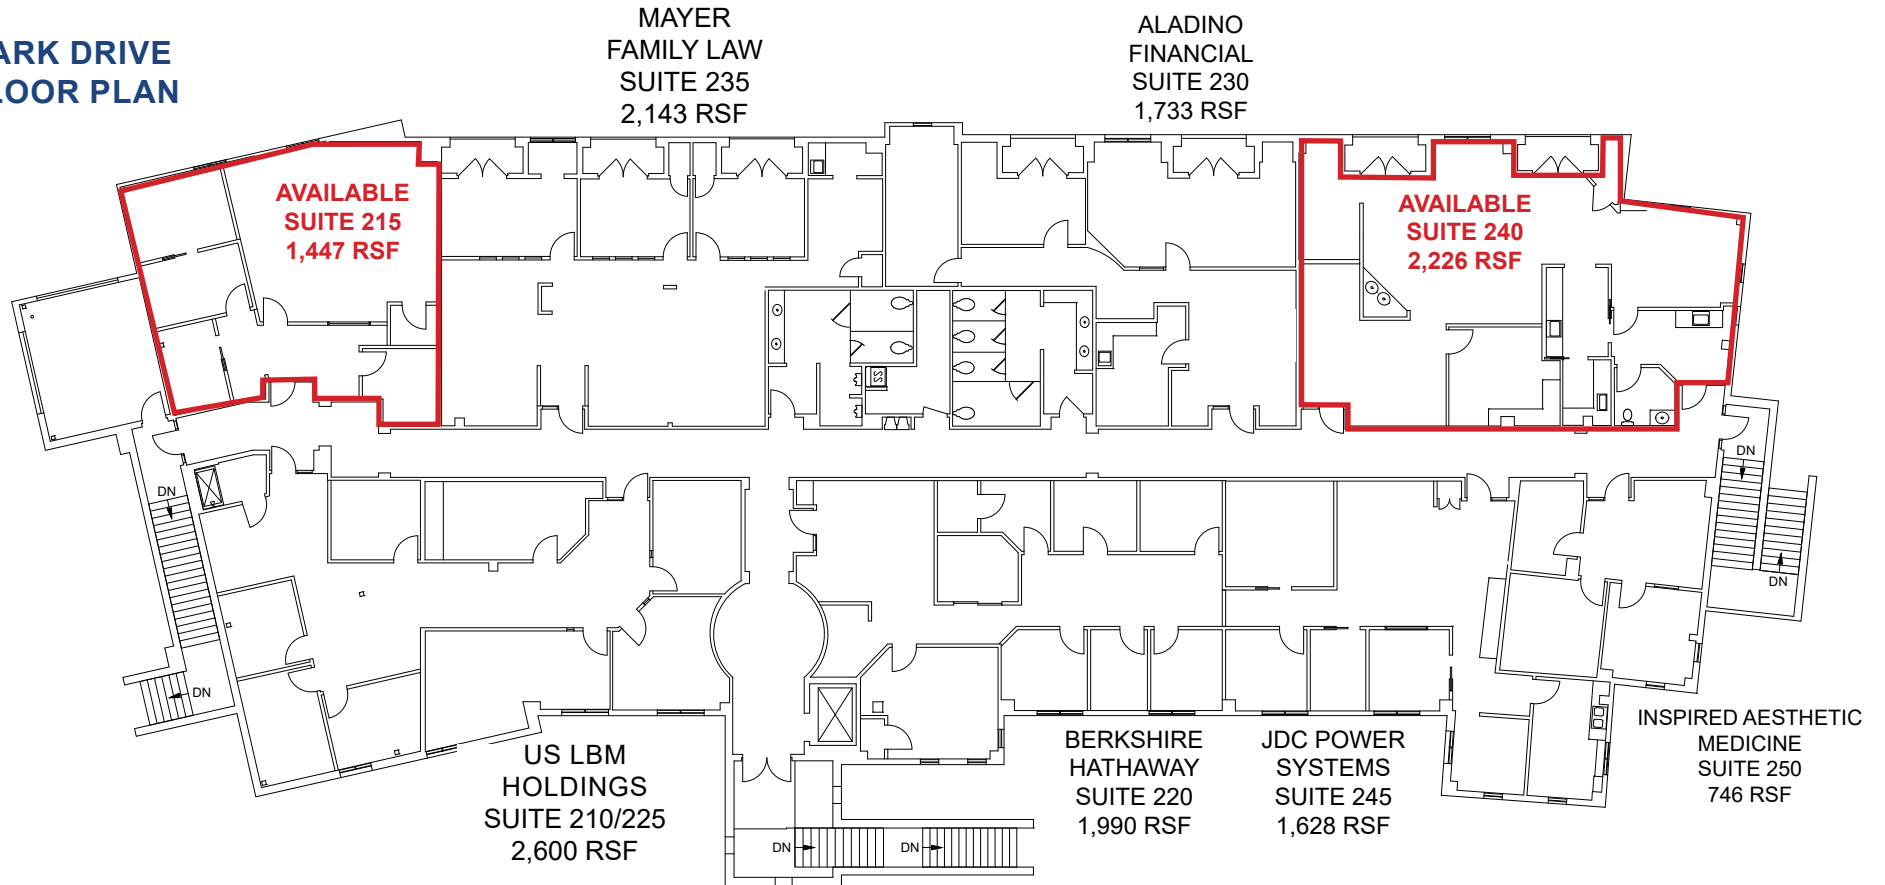 ARK DRIVE
LOOR PLAN
MAYER
FAMILY LAW
SUITE 235
2,143 RSF
ALADINO
FINANCIAL
SUITE 230
1,733 RSF
AVAILABLE
SUITE 215
1,447 RSF
AVAILABLE
SUITE 240
2,226 RSF
DN
DN
DN
DN
US LBM
HOLDINGS
SUITE 210/225
2,600 RSF
BERKSHIRE
HATHAWAY
SUITE 220
1,990 RSF
JDC POWER
SYSTEMS
SUITE 245
1,628 RSF
INSPIRED AESTHETIC
MEDICINE
SUITE 250
746 RSF
DN
DN